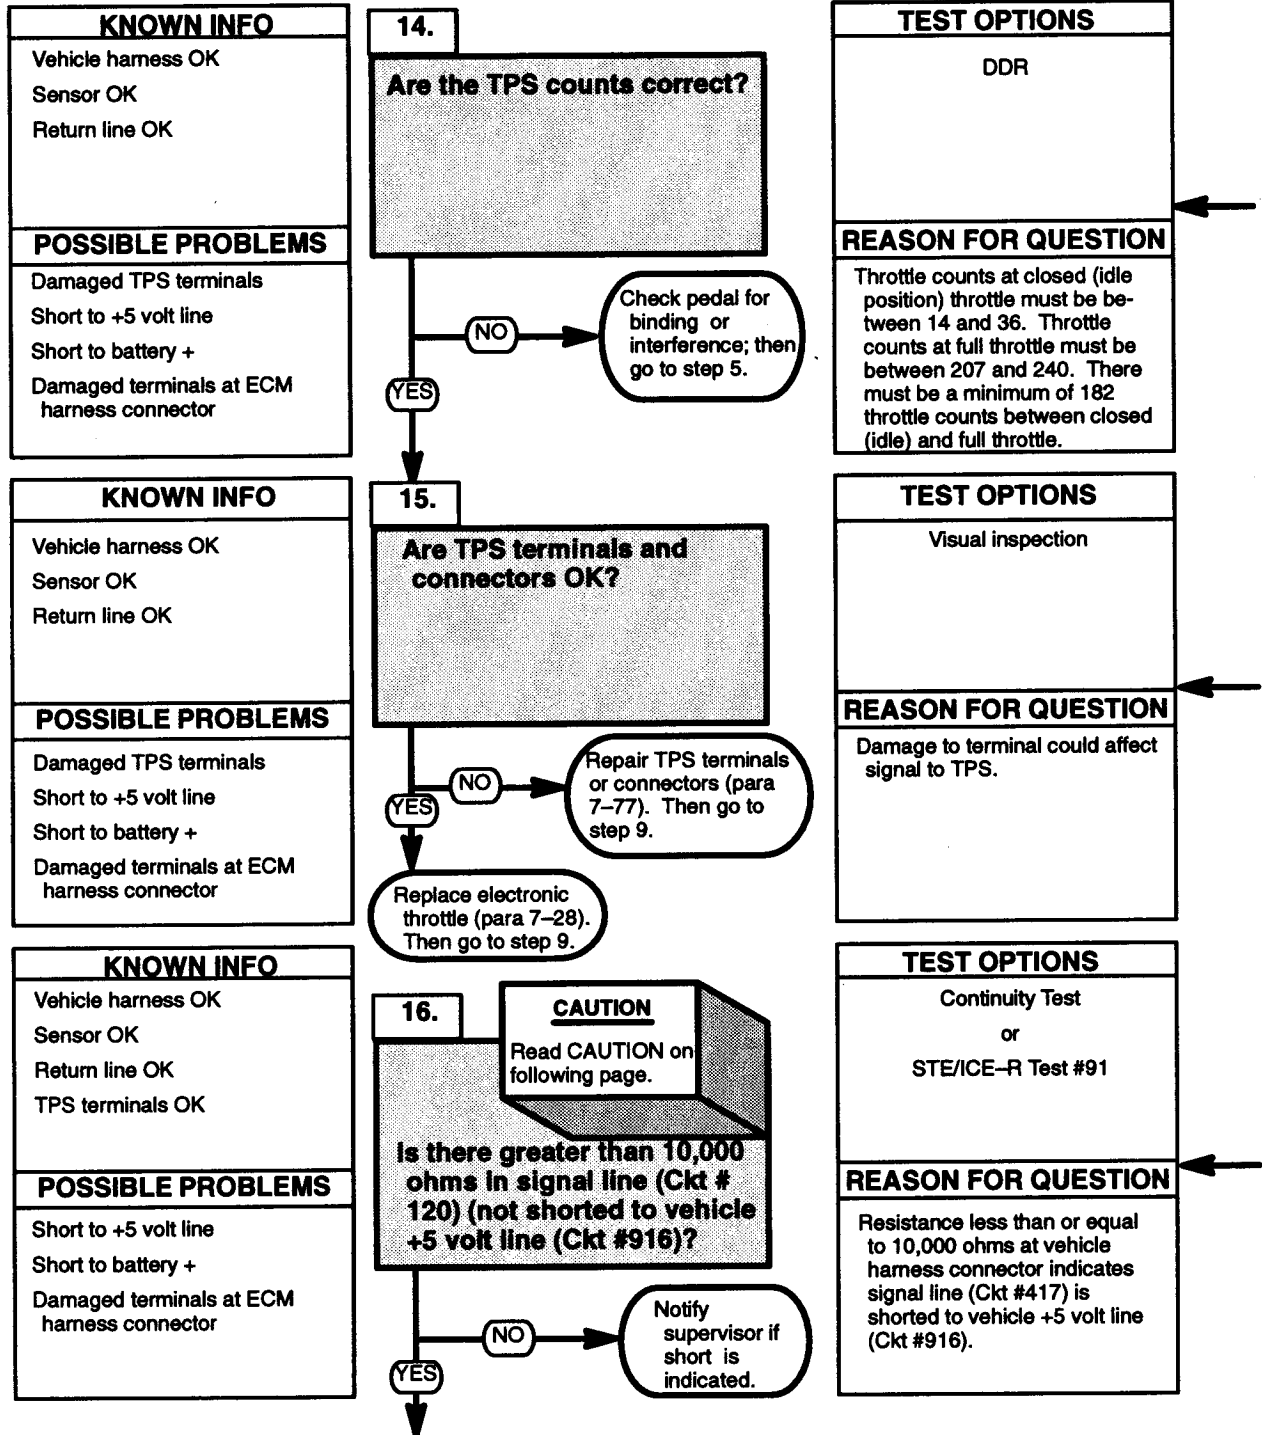 KNOWN INFO
Vehicle harness OK
Sensor OK
Return line OK
POSSIBLE PROBLEMS
Damaged TPS terminals
Short to +5 volt line
Short to battery +
Damaged terminals at ECM
harness connector
14.
Are the TPS counts correct?
NO
Check pedal for
binding or
interference; then
go to step 5.
YES
TEST OPTIONS
DDR
REASON FOR QUESTION
Throttle counts at closed (idle
position) throttle must be be-
tween 14 and 36. Throttle
counts at full throttle must be
between 207 and 240. There
must be a minimum of 182
throttle counts between closed
(idle) and full throttle.
KNOWN INFO
Vehicle harness OK
Sensor OK
Return line OK
POSSIBLE PROBLEMS
Damaged TPS terminals
Short to +5 volt line
Short to battery +
Damaged terminals at ECM
harness connector
15.
Are TPS terminals and
connectors OK?
NO
Repair TPS terminals
or connectors (para
7–77). Then go to
step 9.
YES
Replace electronic
throttle (para 7–28).
Then go to step 9.
TEST OPTIONS
Visual inspection
REASON FOR QUESTION
Damage to terminal could affect
signal to TPS.
KNOWN INFO
Vehicle harness OK
Sensor OK
Return line OK
TPS terminals OK
POSSIBLE PROBLEMS
Short to +5 volt line
Short to battery +
Damaged terminals at ECM
harness connector
16.
CAUTION
Read CAUTION on
following page.
Is there greater than 10,000
ohms in signal line (Ckt #
120) (not shorted to vehicle
+5 volt line (Ckt #916)?
NO
Notify
supervisor if
short is
indicated.
YES
TEST OPTIONS
Continuity Test
or
STE/ICE–R Test #91
REASON FOR QUESTION
Resistance less than or equal
to 10,000 ohms at vehicle
harness connector indicates
signal line (Ckt #417) is
shorted to vehicle +5 volt line
(Ckt #916).